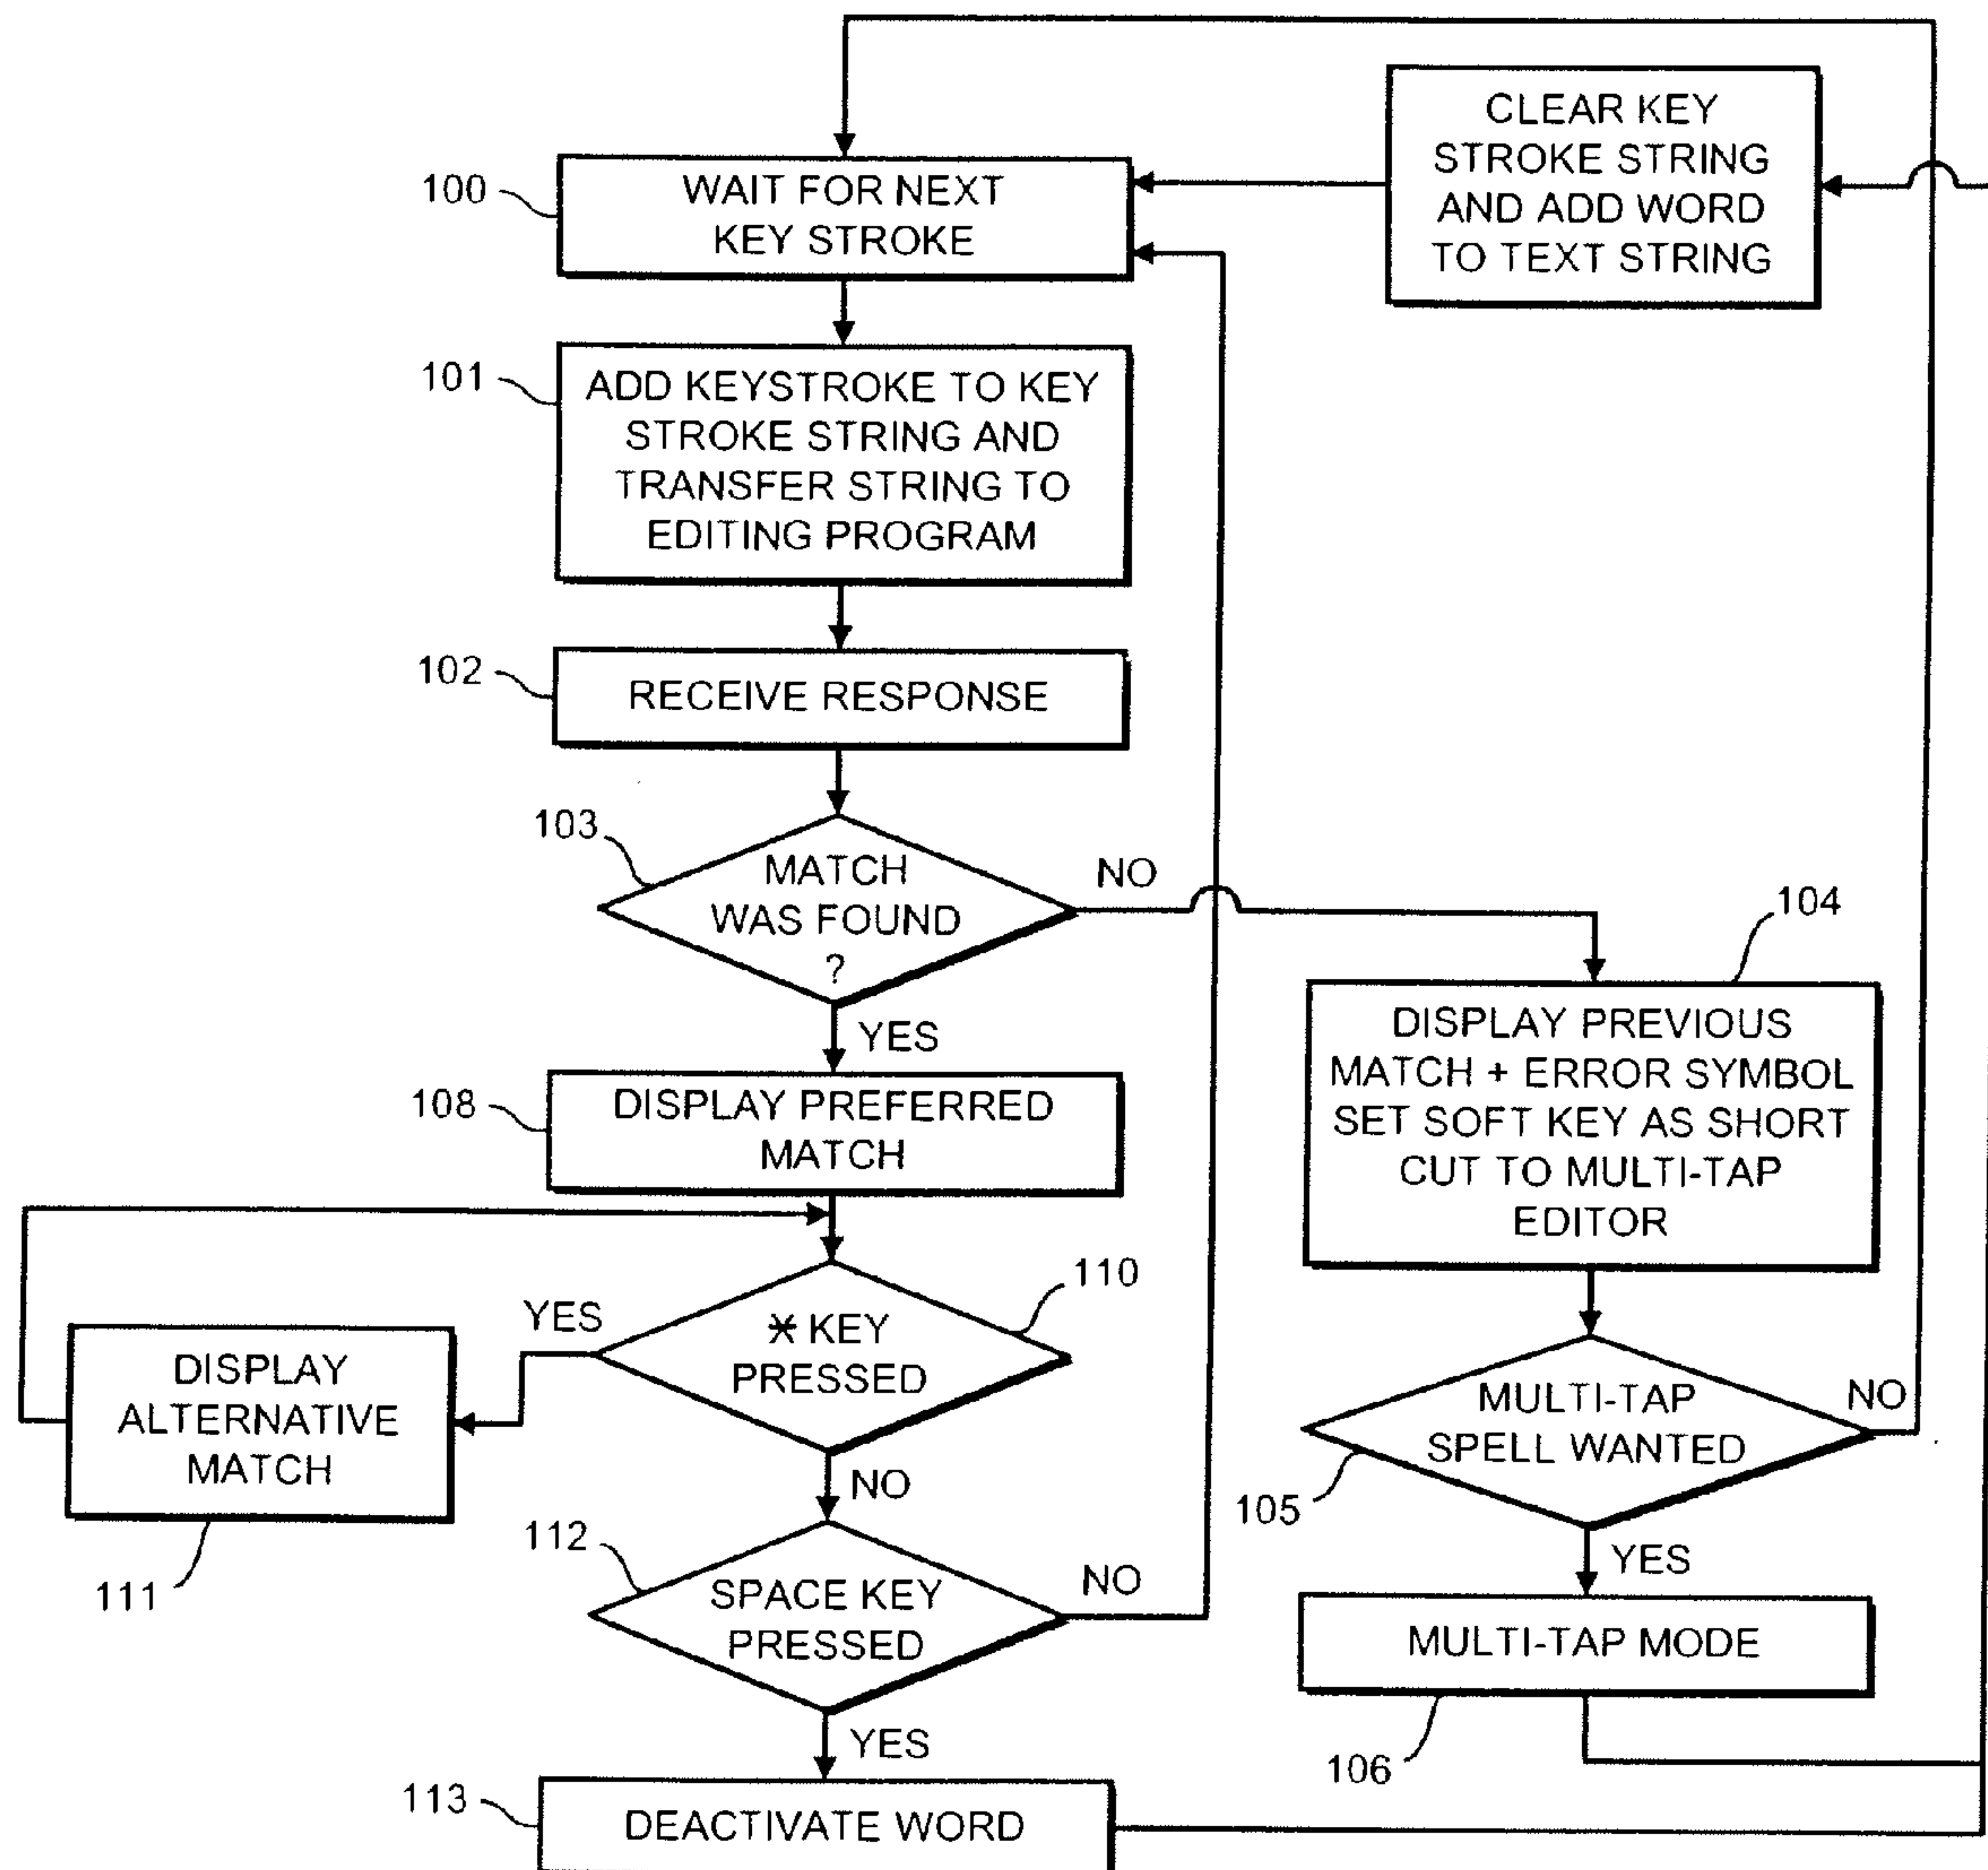 100
WAIT FOR NEXT
KEY STROKE
CLEAR KEY
STROKE STRING
AND ADD WORD
TO TEXT STRING
101
ADD KEYSTROKE TO KEY
STROKE STRING AND
TRANSFER STRING TO
EDITING PROGRAM
102
RECEIVE RESPONSE
103
MATCH
WAS FOUND
?
NO
YES
104
DISPLAY PREVIOUS
MATCH + ERROR SYMBOL
SET SOFT KEY AS SHORT
CUT TO MULTI-TAP
EDITOR
108
DISPLAY PREFERRED
MATCH
110
* KEY
PRESSED
YES
NO
DISPLAY
ALTERNATIVE
MATCH
111
MULTI-TAP
SPELL WANTED
NO
105
YES
112
SPACE KEY
PRESSED
NO
YES
MULTI-TAP MODE
106
113
DEACTIVATE WORD